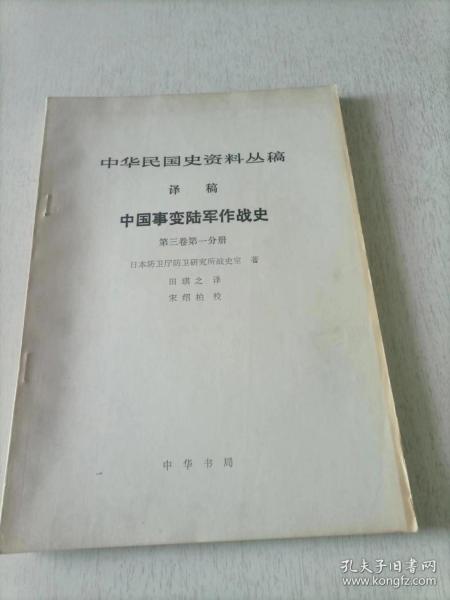 中华民国史资料丛稿
译 稿
中国事变陆军作战史
第三卷第一分册
日本防卫厅防卫研究所战史室 著
田琪之 译
宋绍柏 校
中华书局
孔夫子旧书网
www.kongfz.com